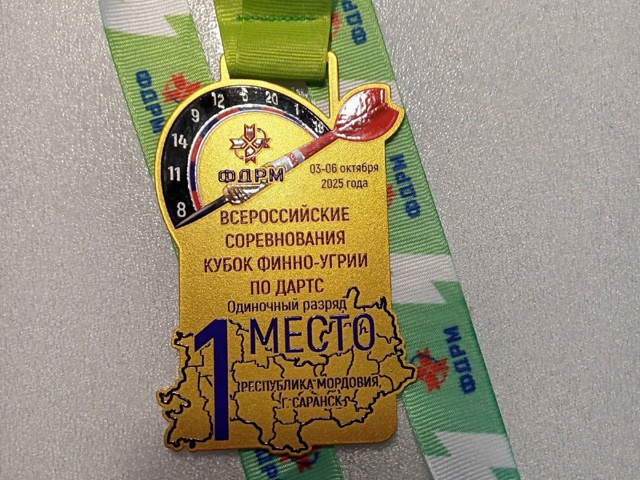 8
11
14
9
12
5
20
1
18
ФДРМ
03-06 октября
2025 года
ВСЕРОССИЙСКИЕ
СОРЕВНОВАНИЯ
КУБОК ФИННО-УГРИИ
ПО ДАРТС
Одиночный разряд
1 МЕСТО
РЕСПУБЛИКА МОРДОВИЯ,
Г. САРАНСК
ФДРМ
ФДРМ
ФДРМ
ФДРМ